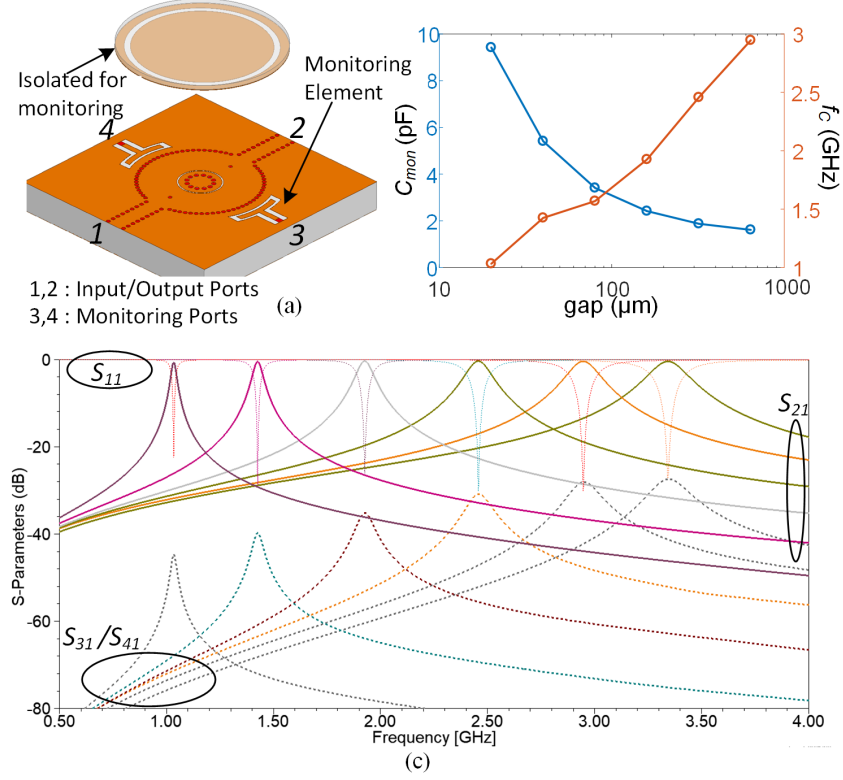 Isolated for
monitoring
Monitoring
Element
4
2
1
3
1,2 : Input/Output Ports
3,4 : Monitoring Ports
(a)
10
8
6
4
2
0
C_mon (pF)
3
2.5
2
1.5
1
f_C (GHz)
10
100
1000
gap (µm)
0
-20
-40
-60
-80
S-Parameters (dB)
S_11
S_21
S_31/S_41
0.50
1.00
1.50
2.00
2.50
3.00
3.50
4.00
Frequency [GHz]
(c)